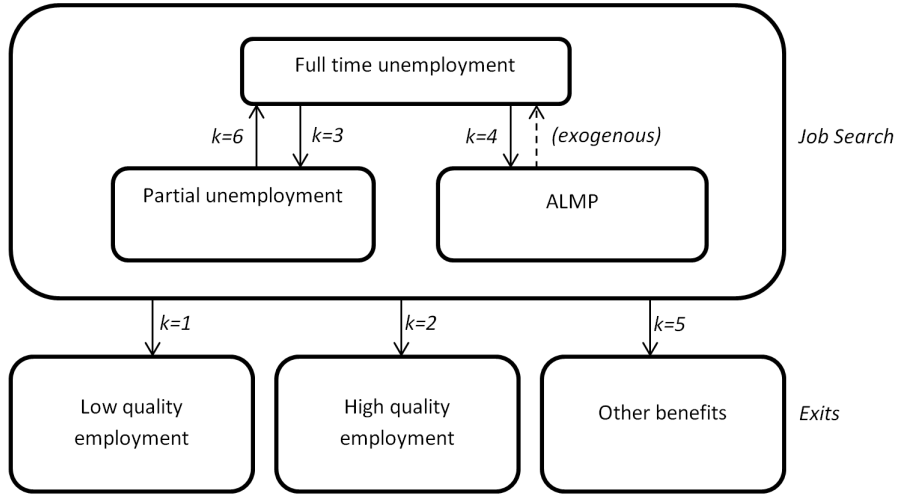 Full time unemployment
k=6
k=3
k=4
(exogenous)
Job Search
Partial unemployment
ALMP
k=1
k=2
k=5
Low quality
employment
High quality
employment
Other benefits
Exits